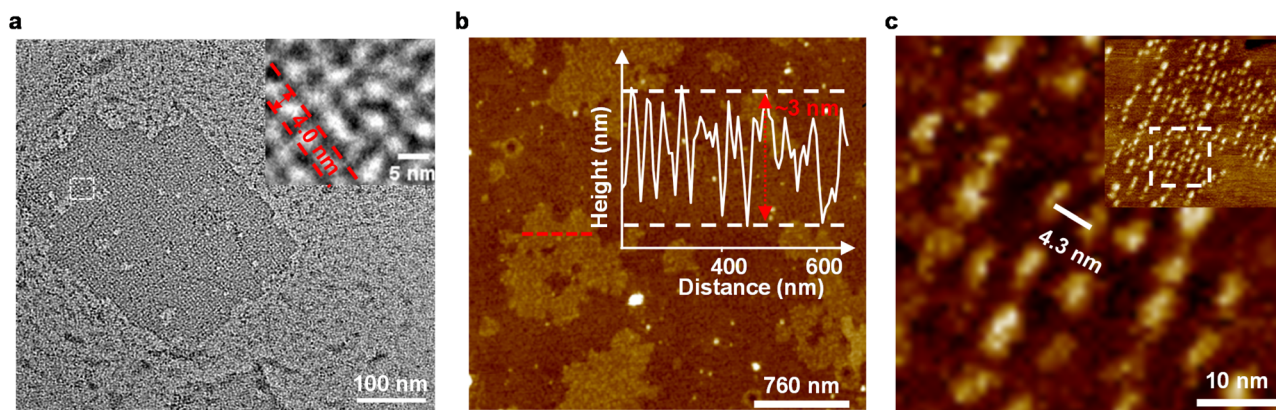 a
4.0 nm
5 nm
100 nm
b
Height (nm)
~3 nm
400
600
Distance (nm)
760 nm
c
4.3 nm
10 nm